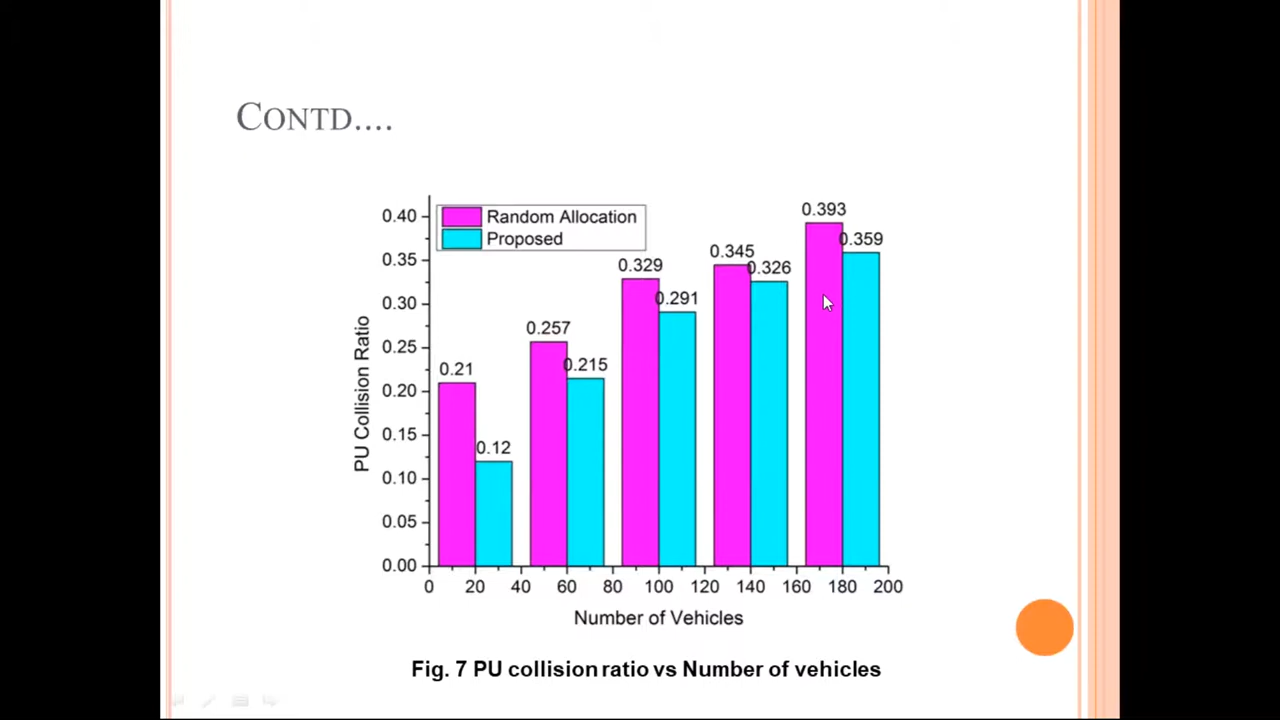 CONTD....
0.40
0.35
0.30
0.25
0.20
0.15
0.10
0.05
0.00
PU Collision Ratio
Random Allocation
Proposed
0.21
0.12
0.257
0.215
0.329
0.291
0.345
0.326
0.393
0.359
0 20 40 60 80 100 120 140 160 180 200
Number of Vehicles
Fig. 7 PU collision ratio vs Number of vehicles